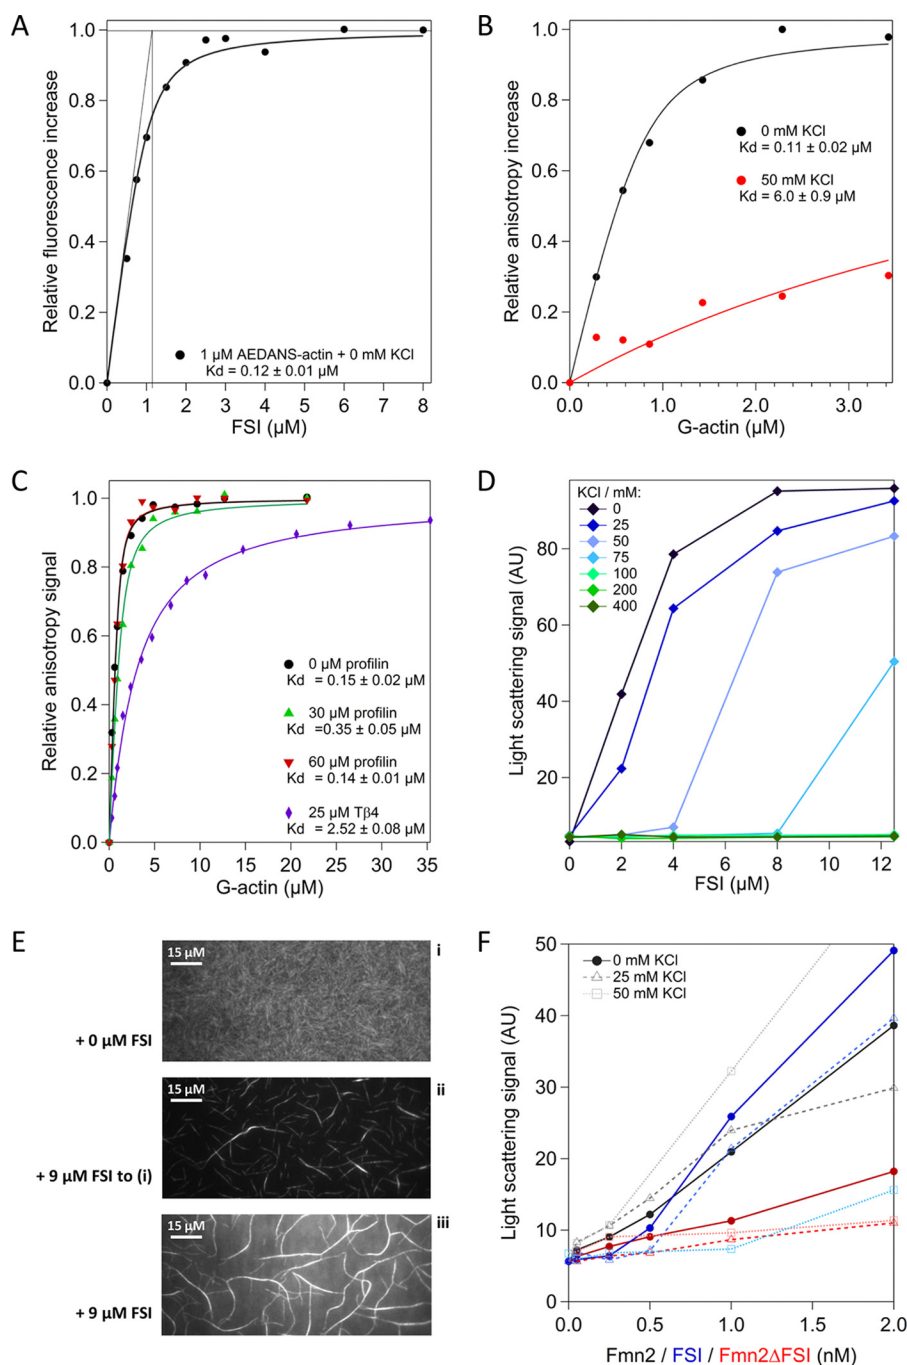 A
Relative fluorescence increase
1.0
0.8
0.6
0.4
0.2
0.0
1 µM AEDANS-actin + 0 mM KCl
Kd = 0.12 ± 0.01 µM
0 1 2 3 4 5 6 7 8
FSI (µM)
B
Relative anisotropy increase
1.0
0.8
0.6
0.4
0.2
0.0
0 mM KCl
Kd = 0.11 ± 0.02 µM
50 mM KCl
Kd = 6.0 ± 0.9 µM
0.0 1.0 2.0 3.0
G-actin (µM)
C
Relative anisotropy signal
1.0
0.8
0.6
0.4
0.2
0.0
0 µM profilin
Kd = 0.15 ± 0.02 µM
30 µM profilin
Kd =0.35 ± 0.05 µM
60 µM profilin
Kd = 0.14 ± 0.01 µM
25 µM Tβ4
Kd = 2.52 ± 0.08 µM
0 5 10 15 20 25 30 35
G-actin (µM)
D
Light scattering signal (AU)
80
60
40
20
KCl / mM:
0
25
50
75
100
200
400
0 2 4 6 8 10 12
FSI (µM)
E
15 µM
i
+ 0 µM FSI
15 µM
ii
+ 9 µM FSI to (i)
15 µM
iii
+ 9 µM FSI
F
Light scattering signal (AU)
50
40
30
20
10
0
0 mM KCl
25 mM KCl
50 mM KCl
0.0 0.5 1.0 1.5 2.0
Fmn2 / FSI / Fmn2ΔFSI (nM)